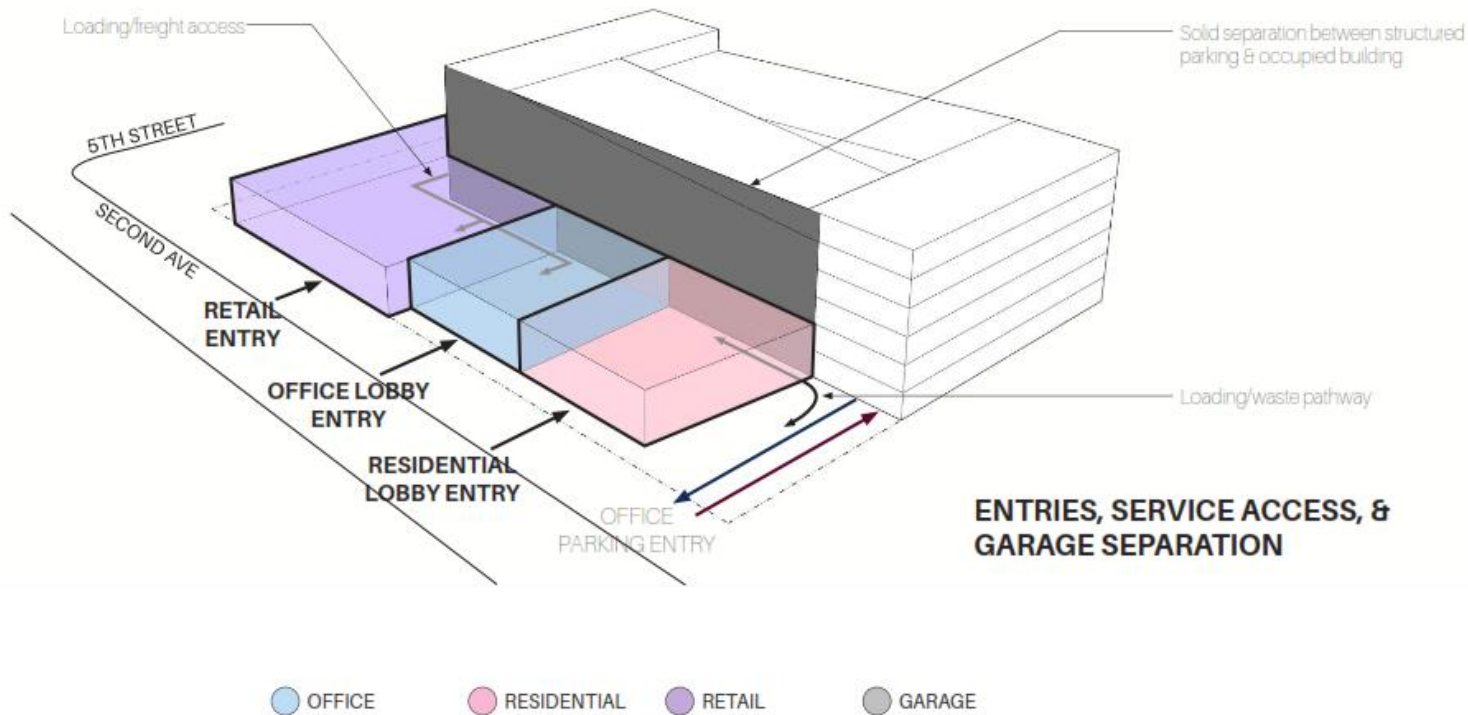 Loading/freight access
Solid separation between structured
parking & occupied building
5TH STREET
SECOND AVE
RETAIL
ENTRY
OFFICE LOBBY
ENTRY
RESIDENTIAL
LOBBY ENTRY
Loading/waste pathway
OFFICE
PARKING ENTRY
ENTRIES, SERVICE ACCESS, &
GARAGE SEPARATION
OFFICE
RESIDENTIAL
RETAIL
GARAGE